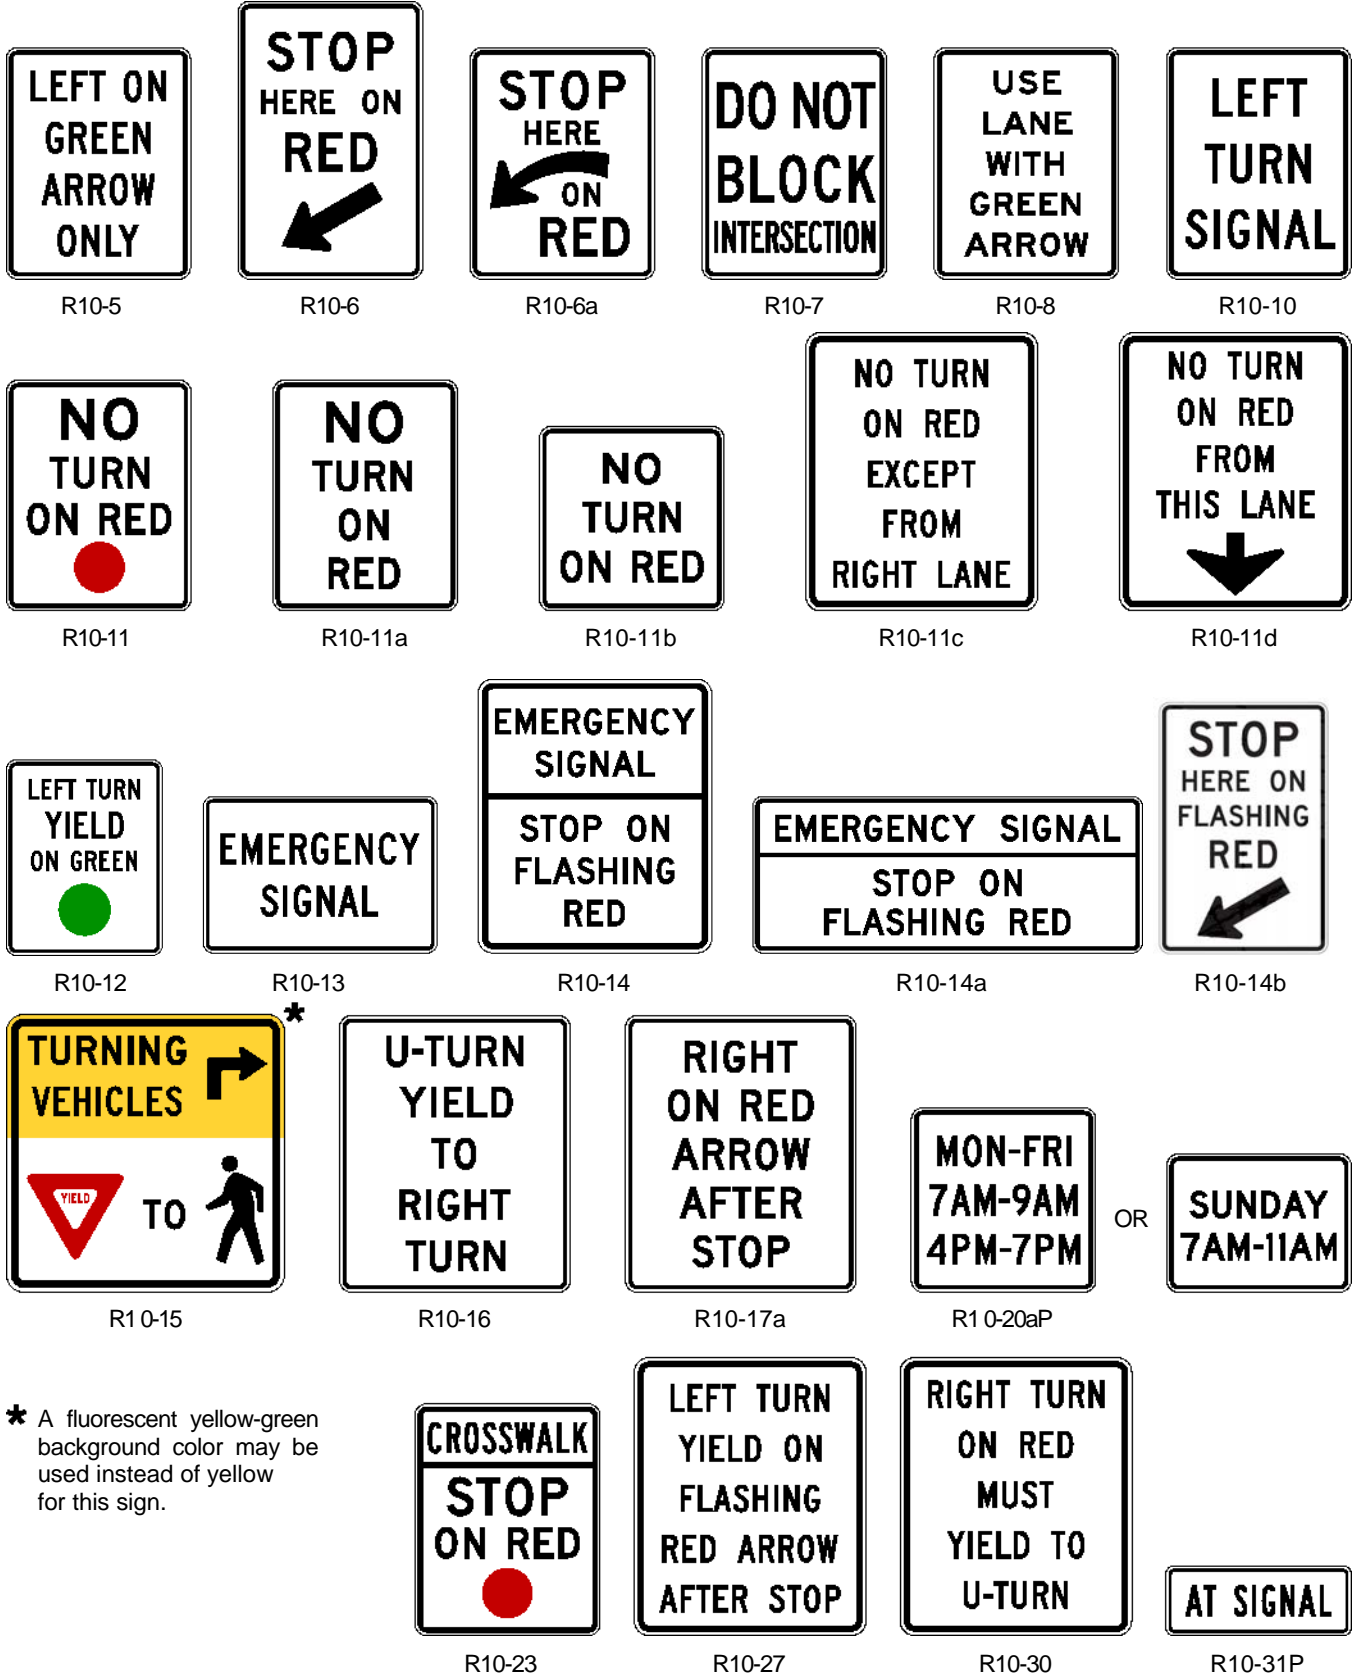 LEFT ON
GREEN
ARROW
ONLY
R10-5
STOP
HERE ON
RED
R10-6
STOP
HERE
ON
RED
R10-6a
DO NOT
BLOCK
INTERSECTION
R10-7
USE
LANE
WITH
GREEN
ARROW
R10-8
LEFT
TURN
SIGNAL
R10-10
NO
TURN
ON RED
R10-11
NO
TURN
ON
RED
R10-11a
NO
TURN
ON RED
R10-11b
NO TURN
ON RED
EXCEPT
FROM
RIGHT LANE
R10-11c
NO TURN
ON RED
FROM
THIS LANE
R10-11d
LEFT TURN
YIELD
ON GREEN
R10-12
EMERGENCY
SIGNAL
R10-13
EMERGENCY
SIGNAL
STOP ON
FLASHING
RED
R10-14
EMERGENCY SIGNAL
STOP ON
FLASHING RED
R10-14a
STOP
HERE ON
FLASHING
RED
R10-14b
TURNING
VEHICLES
YIELD
TO
*
R10-15
U-TURN
YIELD
TO
RIGHT
TURN
R10-16
RIGHT
ON RED
ARROW
AFTER
STOP
R10-17a
MON-FRI
7AM-9AM
4PM-7PM
R10-20aP
OR
SUNDAY
7AM-11AM
* A fluorescent yellow-green
background color may be
used instead of yellow
for this sign.
CROSSWALK
STOP
ON RED
R10-23
LEFT TURN
YIELD ON
FLASHING
RED ARROW
AFTER STOP
R10-27
RIGHT TURN
ON RED
MUST
YIELD TO
U-TURN
R10-30
AT SIGNAL
R10-31P